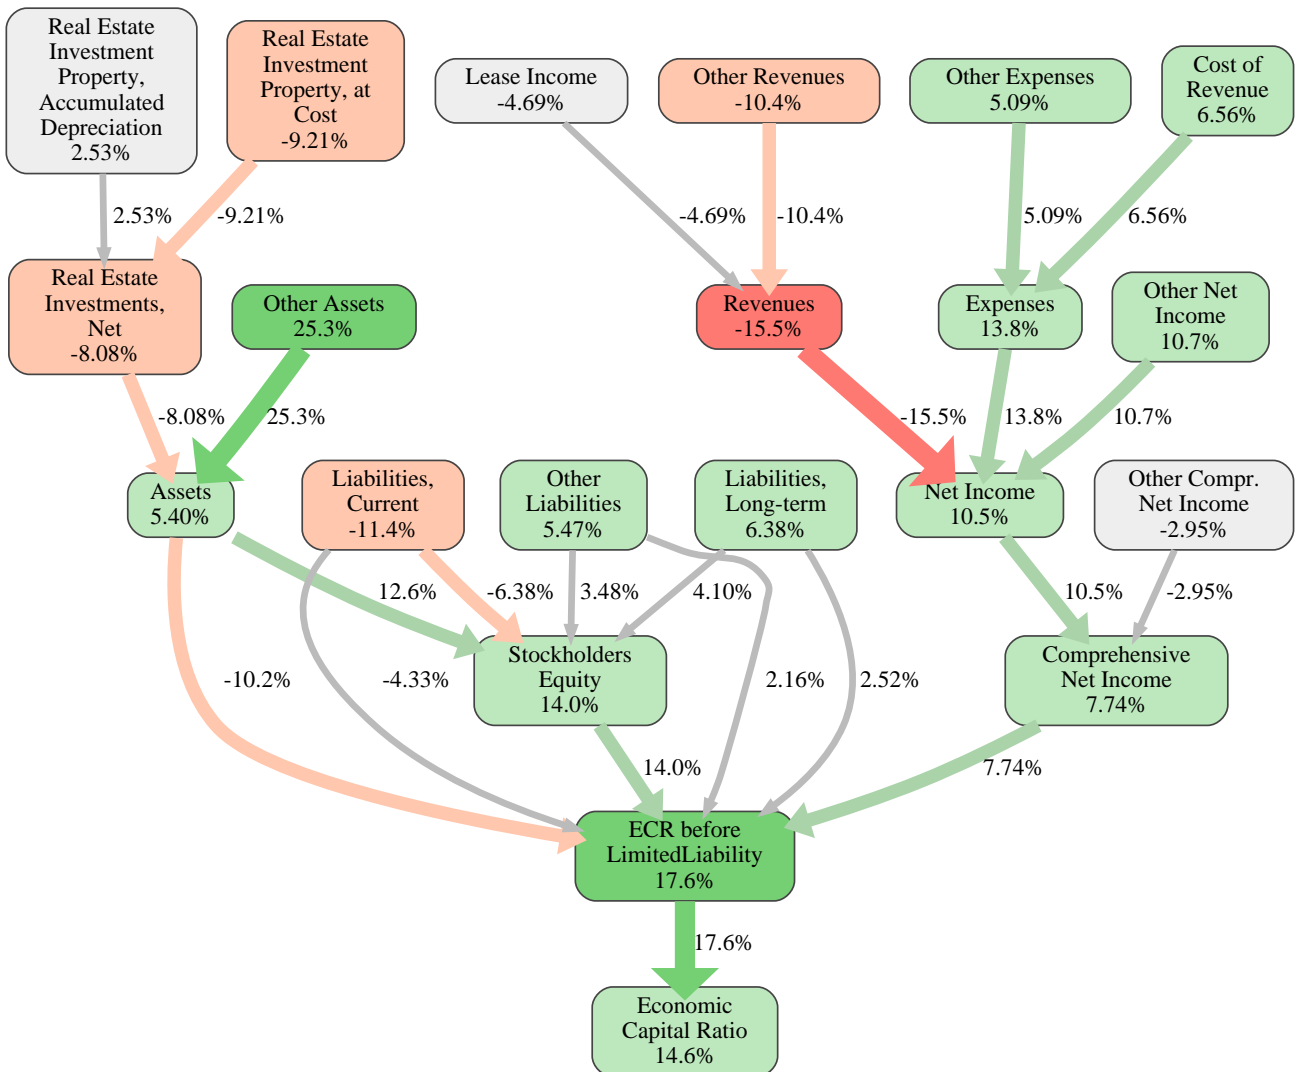 Real Estate
Investment
Property,
Accumulated
Depreciation
2.53%
Real Estate
Investment
Property, at
Cost
-9.21%
Lease Income
-4.69%
Other Revenues
-10.4%
Other Expenses
5.09%
Cost of
Revenue
6.56%
2.53%
-9.21%
-4.69%
-10.4%
5.09%
6.56%
Real Estate
Investments,
Net
-8.08%
Other Assets
25.3%
Revenues
-15.5%
Expenses
13.8%
Other Net
Income
10.7%
-8.08%
25.3%
-15.5%
13.8%
10.7%
Assets
5.40%
Liabilities,
Current
-11.4%
Other
Liabilities
5.47%
Liabilities,
Long-term
6.38%
Net Income
10.5%
Other Compr.
Net Income
-2.95%
12.6%
-6.38%
3.48%
4.10%
10.5%
-2.95%
Stockholders
Equity
14.0%
Comprehensive
Net Income
7.74%
-10.2%
-4.33%
2.16%
2.52%
14.0%
7.74%
ECR before
LimitedLiability
17.6%
17.6%
Economic
Capital Ratio
14.6%